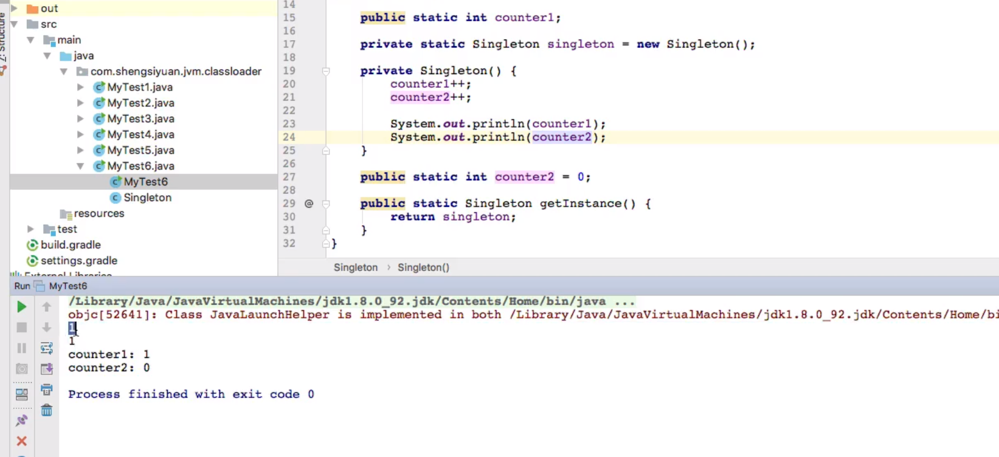 out
src
main
java
com.shengsiyuan.jvm.classloader
MyTest1.java
MyTest2.java
MyTest3.java
MyTest4.java
MyTest5.java
MyTest6.java
MyTest6
Singleton
resources
test
build.gradle
settings.gradle
External Libraries
Z: Structure
14
15 public static int counter1;
16
17 private static Singleton singleton = new Singleton();
18
19 private Singleton() {
20 counter1++;
21 counter2++;
22
23 System.out.println(counter1);
24 System.out.println(counter2);
25 }
26
27 public static int counter2 = 0;
28
29 @ public static Singleton getInstance() {
30 return singleton;
31 }
32 }
Singleton › Singleton()
Run MyTest6
/Library/Java/JavaVirtualMachines/jdk1.8.0_92.jdk/Contents/Home/bin/java ...
objc[52641]: Class JavaLaunchHelper is implemented in both /Library/Java/JavaVirtualMachines/jdk1.8.0_92.jdk/Contents/Home/bi
1
1
counter1: 1
counter2: 0
Process finished with exit code 0